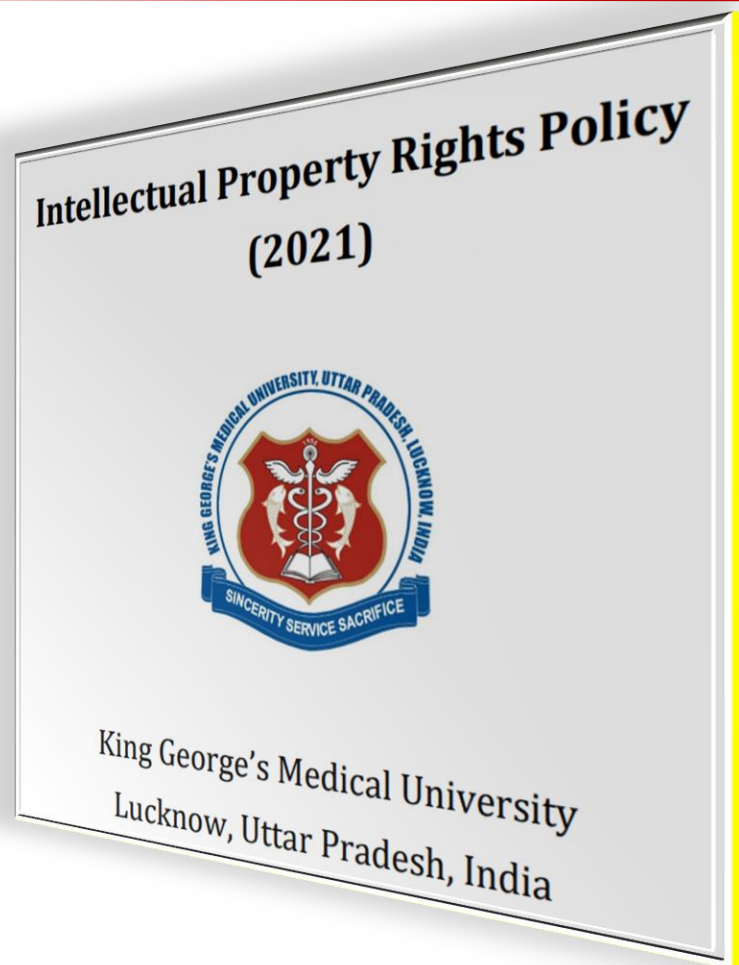 Intellectual Property Rights Policy
(2021)
KING GEORGE'S MEDICAL UNIVERSITY, UTTAR PRADESH, LUCKNOW, INDIA
1905
SINCERITY SERVICE SACRIFICE
King George's Medical University
Lucknow, Uttar Pradesh, India